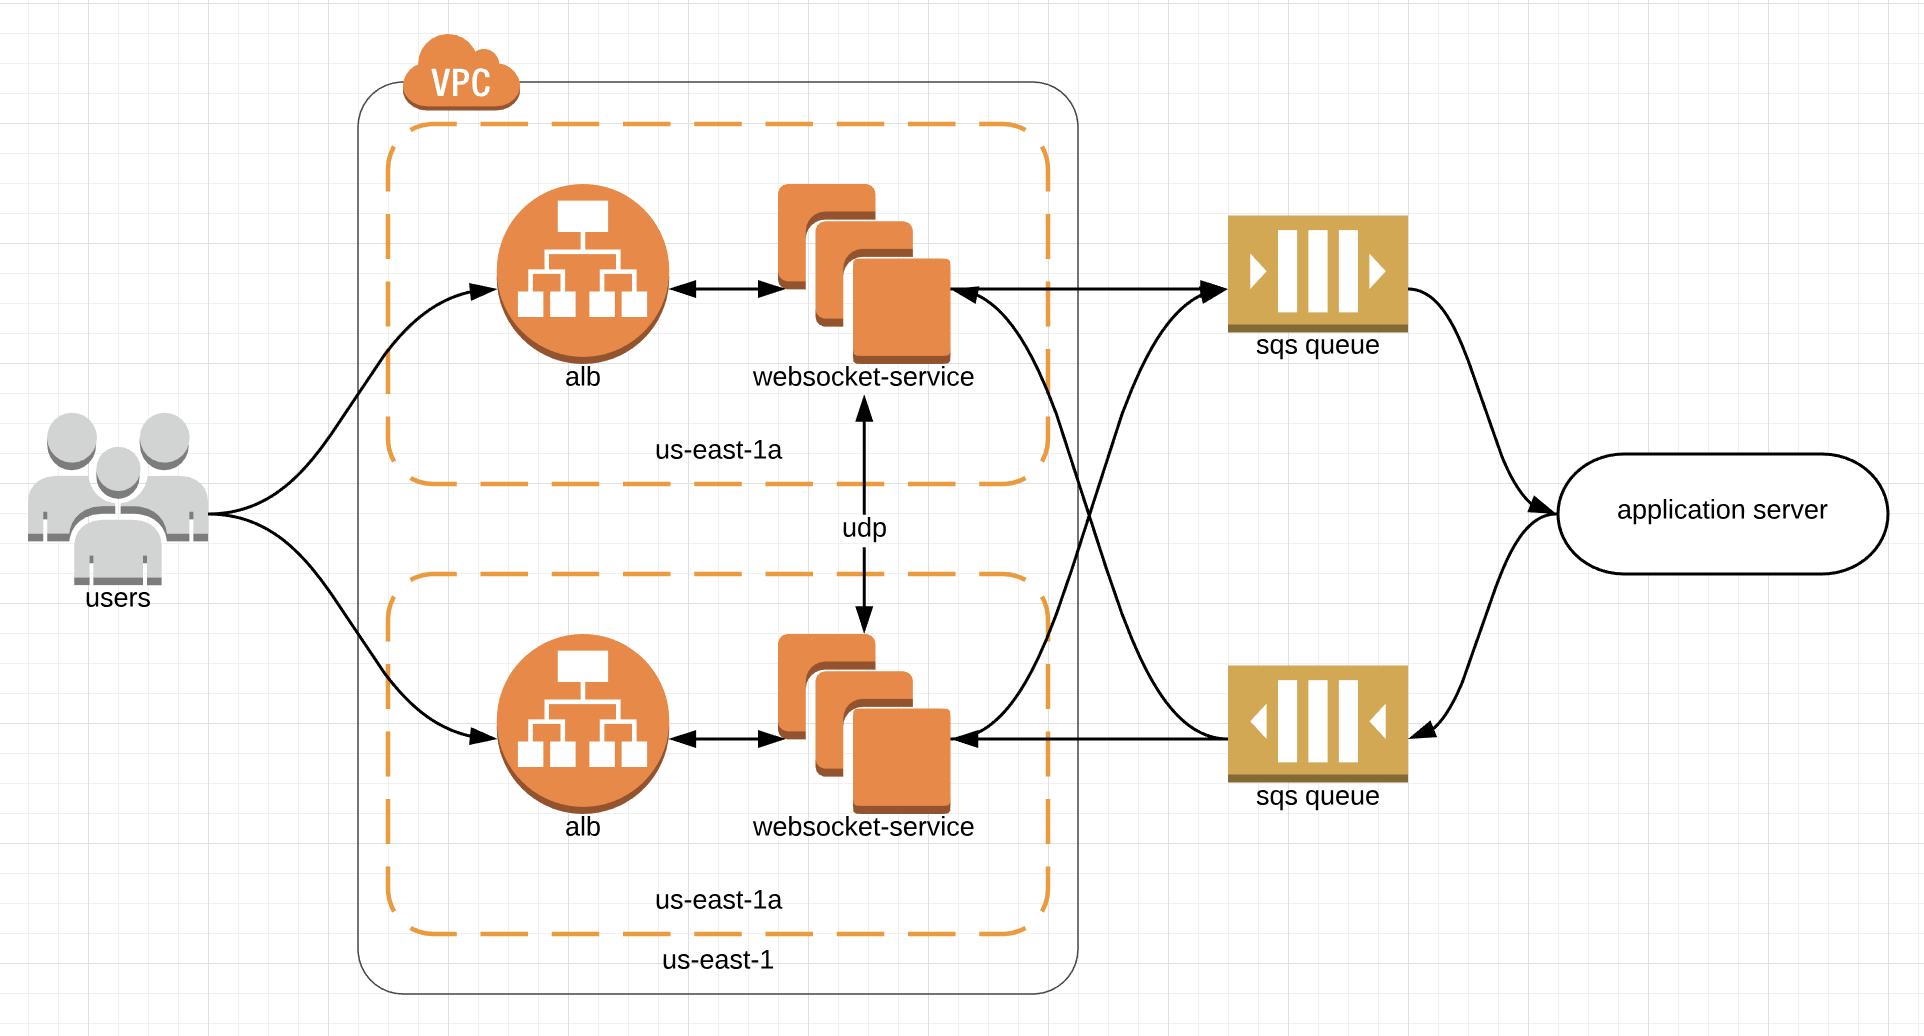 VPC
alb
websocket-service
sqs queue
us-east-1a
application server
udp
users
alb
websocket-service
sqs queue
us-east-1a
us-east-1